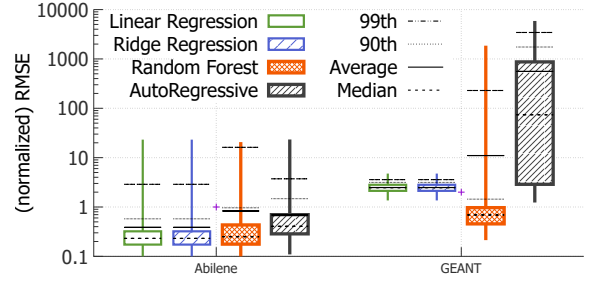 (normalized) RMSE
10000
1000
100
10
1
0.1
Linear Regression
Ridge Regression
Random Forest
AutoRegressive
99th
90th
Average
Median
Abilene
GEANT